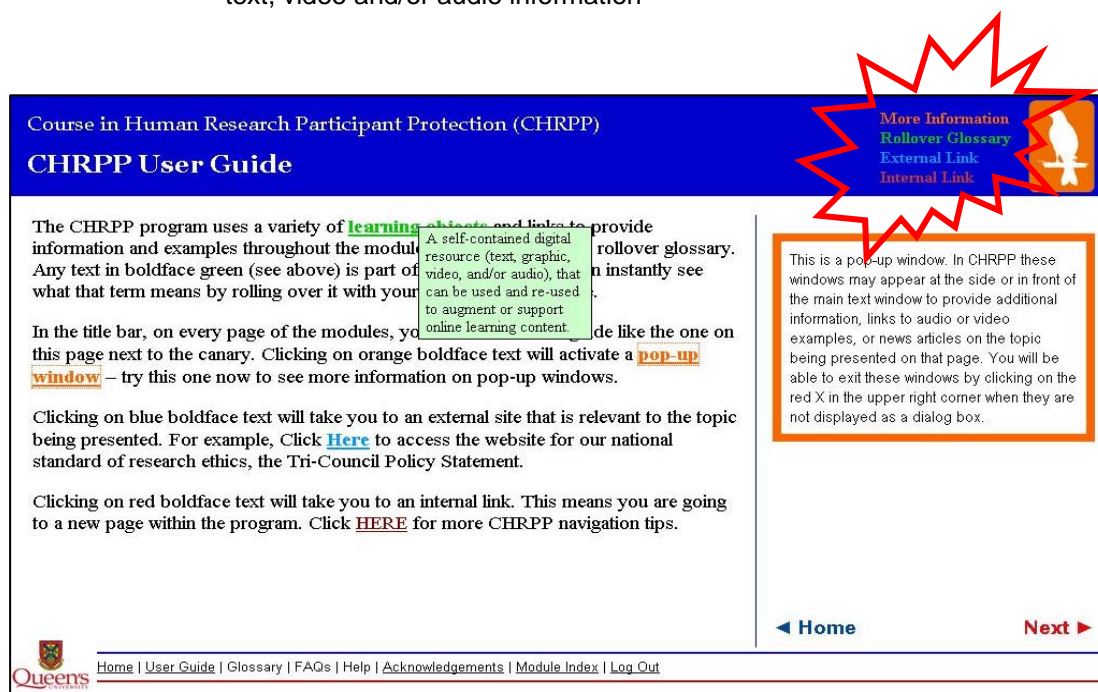 text, video and/or audio information
Course in Human Research Participant Protection (CHRPP)
CHRPP User Guide
More Information
Rollover Glossary
External Link
Internal Link
The CHRPP program uses a variety of learning objects and links to provide
information and examples throughout the modul rollover glossary.
Any text in boldface green (see above) is part of n instantly see
what that term means by rolling over it with your .
A self-contained digital
resource (text, graphic,
video, and/or audio), that
can be used and re-used
to augment or support
online learning content.
In the title bar, on every page of the modules, yo de like the one on
this page next to the canary. Clicking on orange boldface text will activate a pop-up
window – try this one now to see more information on pop-up windows.
Clicking on blue boldface text will take you to an external site that is relevant to the topic
being presented. For example, Click Here to access the website for our national
standard of research ethics, the Tri-Council Policy Statement.
Clicking on red boldface text will take you to an internal link. This means you are going
to a new page within the program. Click HERE for more CHRPP navigation tips.
This is a pop-up window. In CHRPP these
windows may appear at the side or in front of
the main text window to provide additional
information, links to audio or video
examples, or news articles on the topic
being presented on that page. You will be
able to exit these windows by clicking on the
red X in the upper right corner when they are
not displayed as a dialog box.
◄ Home Next ►
Queen's
UNIVERSITY
Home | User Guide | Glossary | FAQs | Help | Acknowledgements | Module Index | Log Out